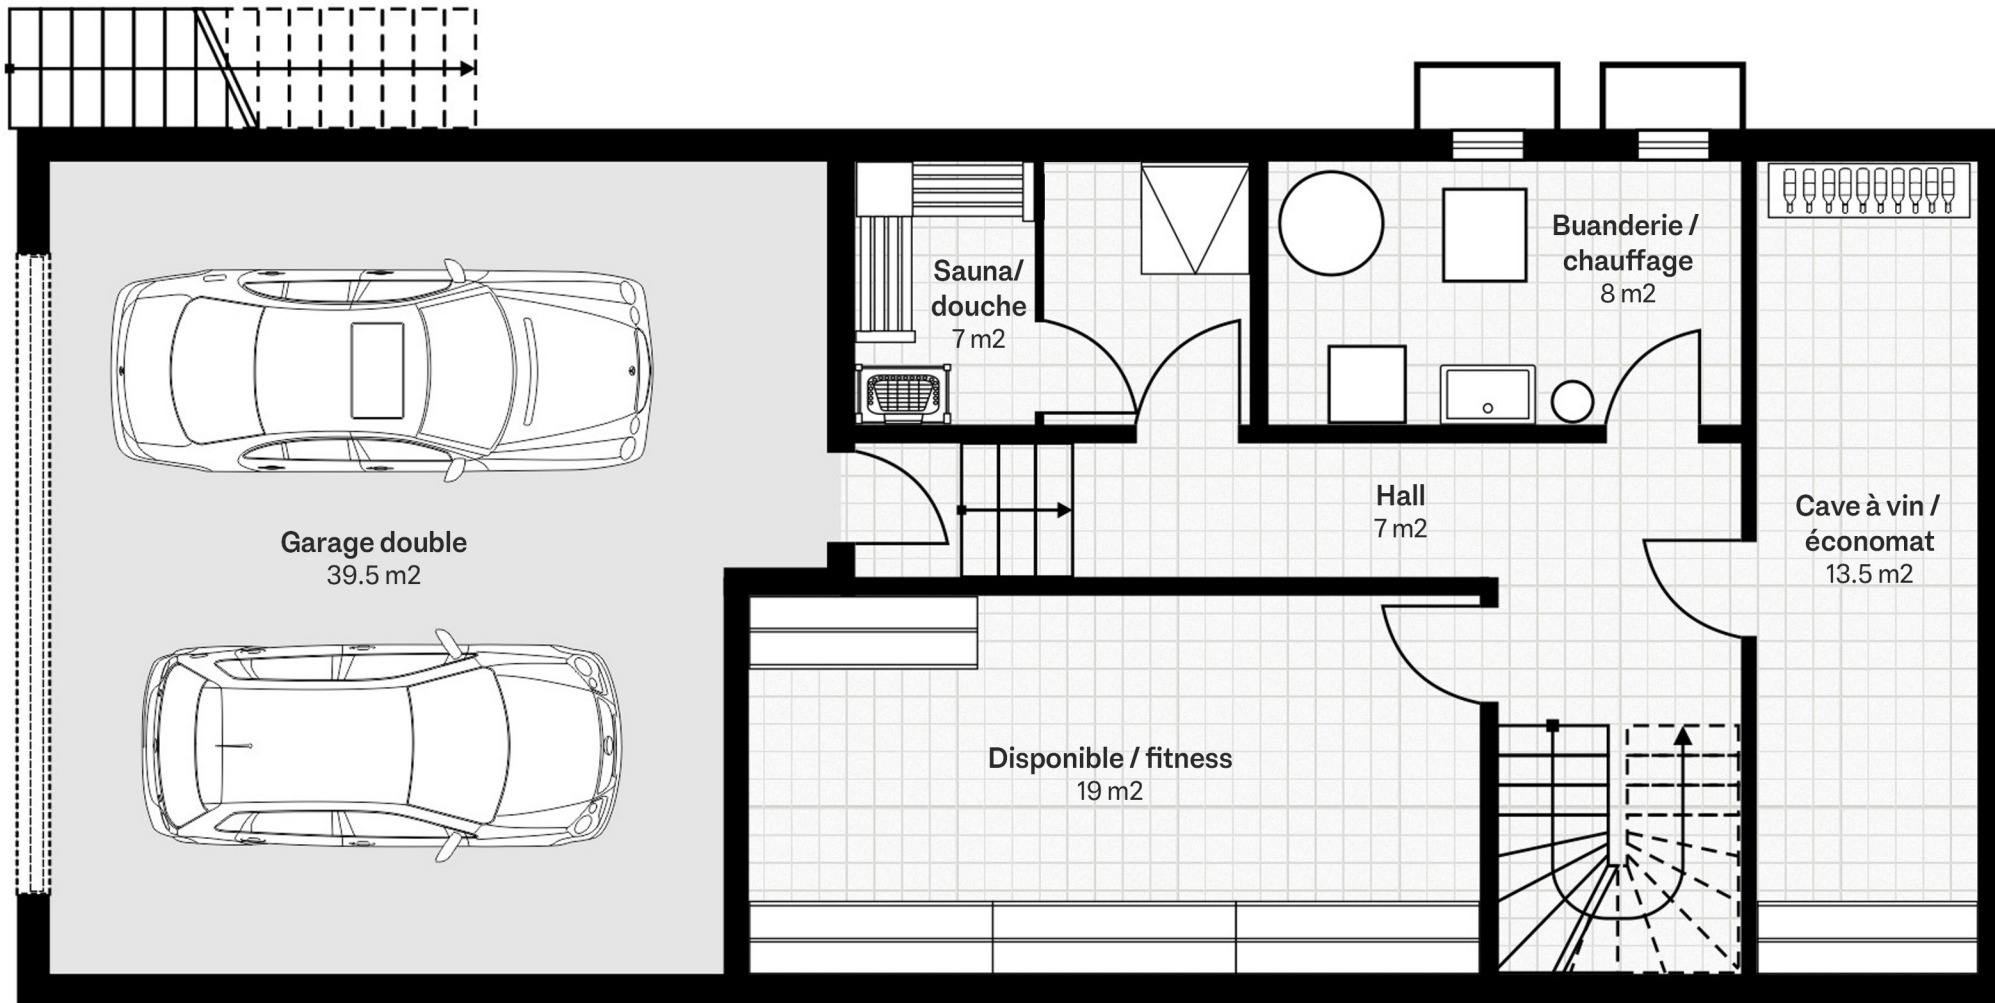 Sauna/
douche
7 m2
Buanderie /
chauffage
8 m2
Garage double
39.5 m2
Hall
7 m2
Cave à vin /
économat
13.5 m2
Disponible / fitness
19 m2